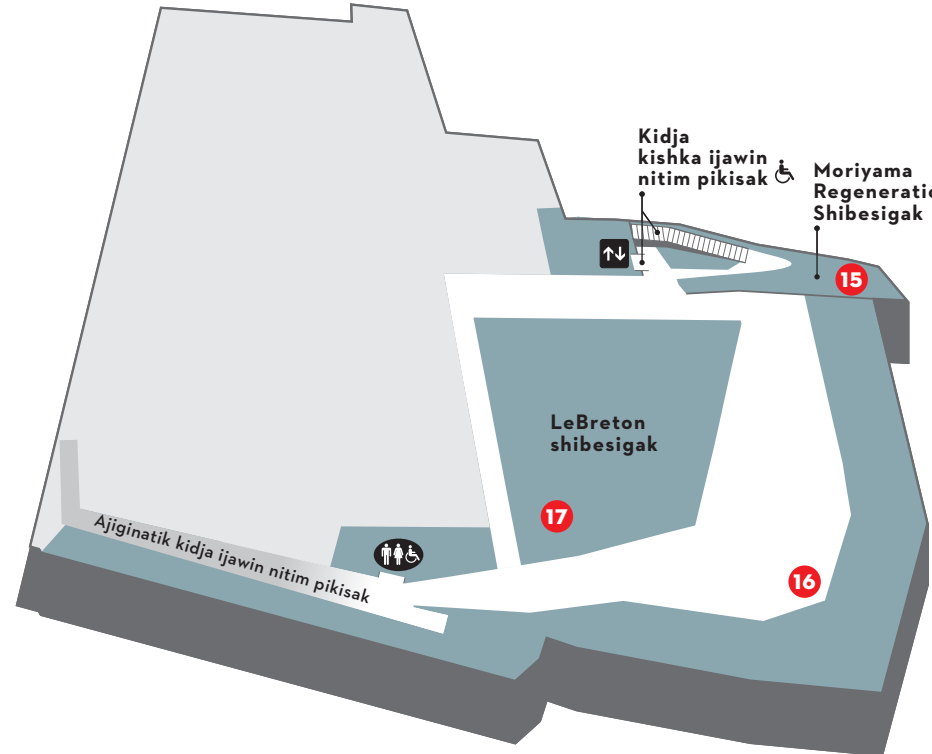 Kidja
kishka ijawin
nitim pikisak
Moriyama
Shibesigak
15
LeBreton
shibesigak
17
Ajiginatik kidja ijawin nitim pikisak
16